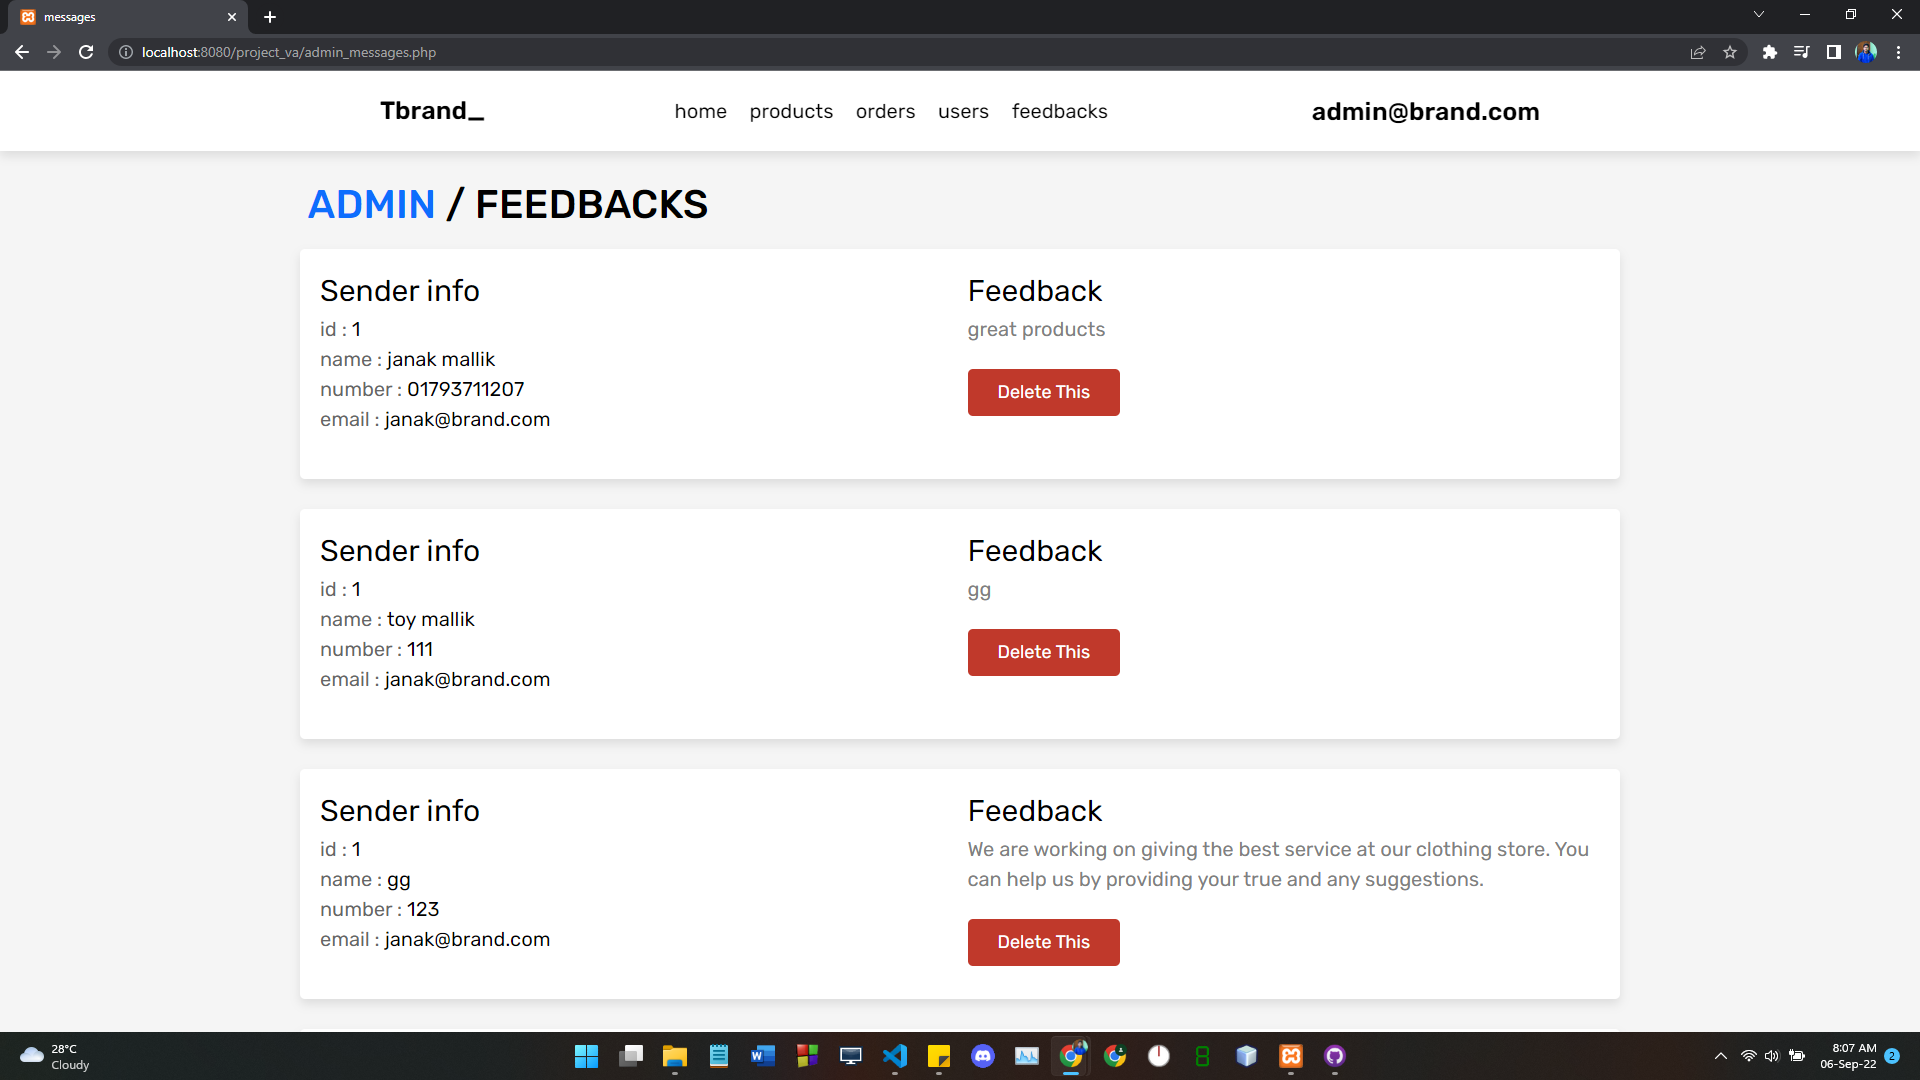 messages
localhost:8080/project_va/admin_messages.php
Tbrand_
home products orders users feedbacks
admin@brand.com
ADMIN / FEEDBACKS
Sender info
id : 1
name : janak mallik
number : 01793711207
email : janak@brand.com
Feedback
great products
Delete This
Sender info
id : 1
name : toy mallik
number : 111
email : janak@brand.com
Feedback
gg
Delete This
Sender info
id : 1
name : gg
number : 123
email : janak@brand.com
Feedback
We are working on giving the best service at our clothing store. You
can help us by providing your true and any suggestions.
Delete This
28°C
Cloudy
8:07 AM
06-Sep-22
2